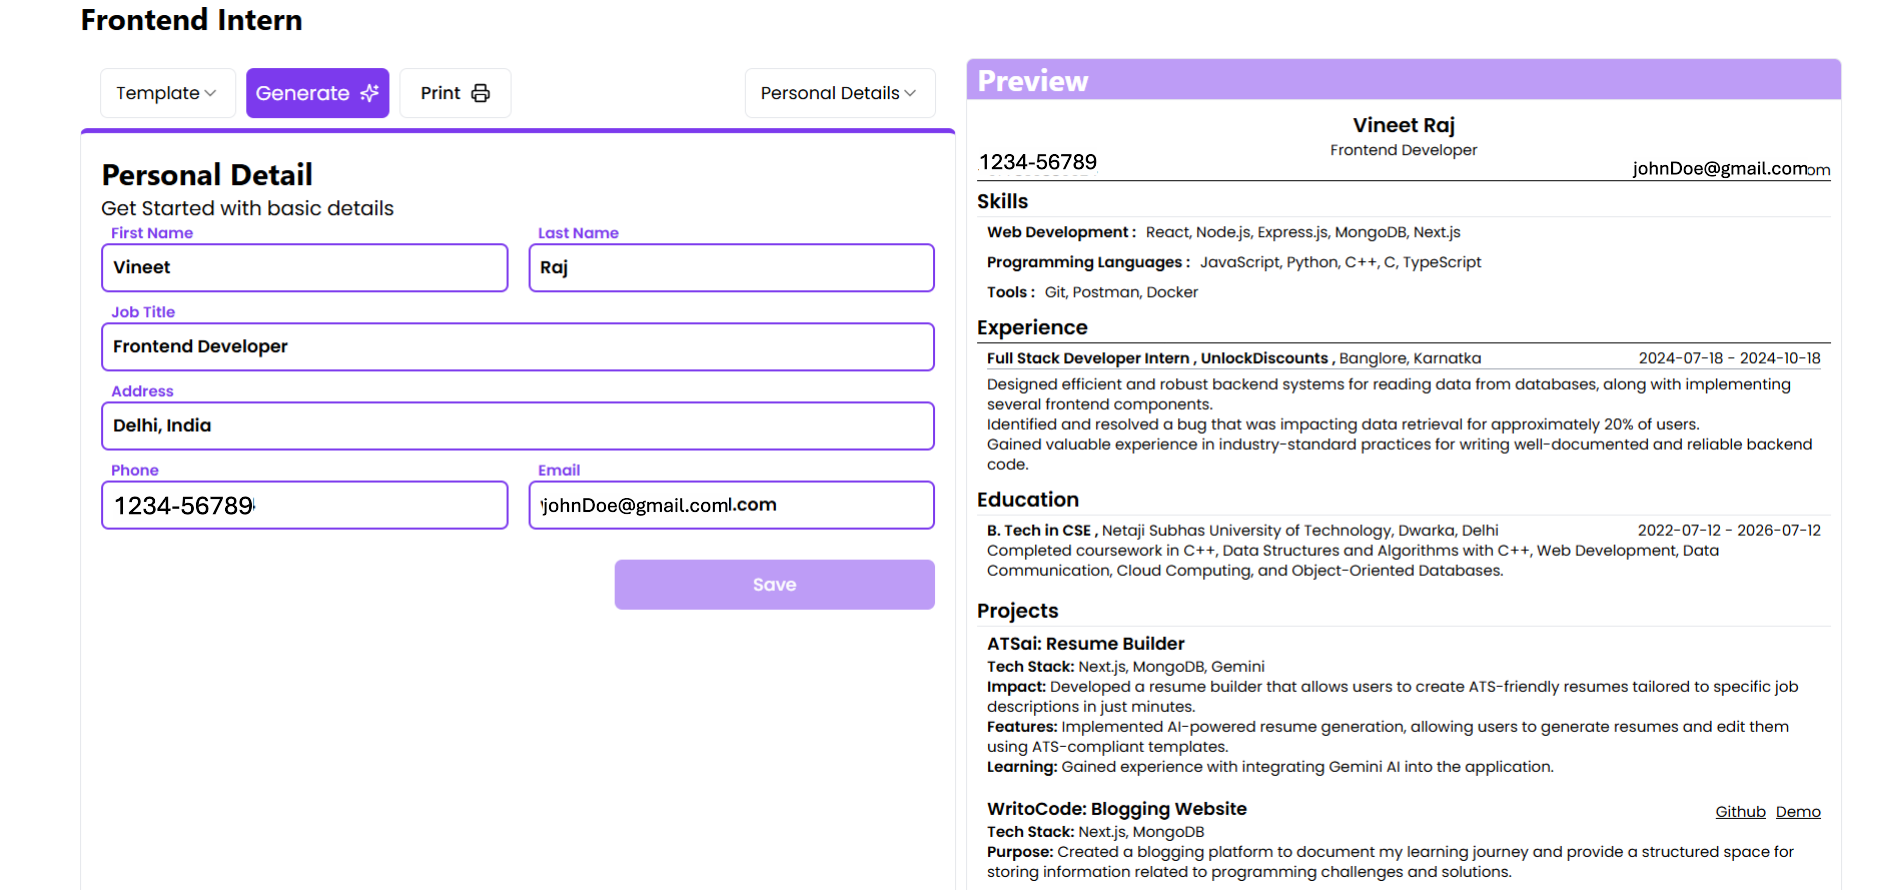 Frontend Intern
Template
Generate
Print
Personal Details
Personal Detail
Get Started with basic details
First Name
Last Name
Vineet
Raj
Job Title
Frontend Developer
Address
Delhi, India
Phone
Email
1234-56789
johnDoe@gmail.coml.com
Save
Preview
Vineet Raj
Frontend Developer
1234-56789
johnDoe@gmail.comom
Skills
Web Development : React, Node.js, Express.js, MongoDB, Next.js
Programming Languages : JavaScript, Python, C++, C, TypeScript
Tools : Git, Postman, Docker
Experience
Full Stack Developer Intern , UnlockDiscounts , Banglore, Karnatka 2024-07-18 - 2024-10-18
Designed efficient and robust backend systems for reading data from databases, along with implementing
several frontend components.
Identified and resolved a bug that was impacting data retrieval for approximately 20% of users.
Gained valuable experience in industry-standard practices for writing well-documented and reliable backend
code.
Education
B. Tech in CSE , Netaji Subhas University of Technology, Dwarka, Delhi 2022-07-12 - 2026-07-12
Completed coursework in C++, Data Structures and Algorithms with C++, Web Development, Data
Communication, Cloud Computing, and Object-Oriented Databases.
Projects
ATSai: Resume Builder
Tech Stack: Next.js, MongoDB, Gemini
Impact: Developed a resume builder that allows users to create ATS-friendly resumes tailored to specific job
descriptions in just minutes.
Features: Implemented AI-powered resume generation, allowing users to generate resumes and edit them
using ATS-compliant templates.
Learning: Gained experience with integrating Gemini AI into the application.
WritoCode: Blogging Website Github Demo
Tech Stack: Next.js, MongoDB
Purpose: Created a blogging platform to document my learning journey and provide a structured space for
storing information related to programming challenges and solutions.